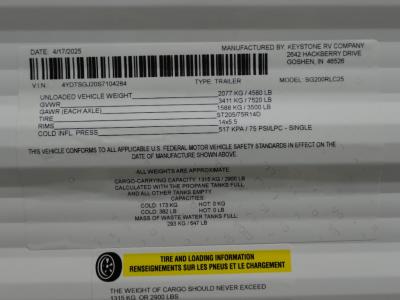 DATE: 4/17/2025
MANUFACTURED BY: KEYSTONE RV COMPANY
2642 HACKBERRY DRIVE
GOSHEN, IN 46526
V.I.N: 4YDTSGJ20S7104284 TYPE: TRAILER MODEL: SG200RLC25
UNLOADED VEHICLE WEIGHT 2077 KG / 4580 LB
GVWR 3411 KG / 7520 LB
GAWR (EACH AXLE) 1588 KG / 3500 LB
TIRE ST205/75R14D
RIMS 14x5.5
COLD INFL. PRESS. 517 KPA / 75 PSI/LPC - SINGLE
THIS VEHICLE CONFORMS TO ALL APPLICABLE U.S. FEDERAL MOTOR VEHICLE SAFETY STANDARDS IN EFFECT ON THE
DATE OF MANUFACTURE SHOWN ABOVE.
ALL WEIGHTS ARE APPROXIMATE
CARGO-CARRYING CAPACITY: 1315 KG / 2900 LB
CALCULATED WITH THE PROPANE TANKS FULL
AND ALL OTHER TANKS EMPTY
CAPACITIES:
COLD: 173 KG HOT: 0 KG
COLD: 382 LB HOT: 0 LB
MASS OF WASTE WATER TANKS FULL:
293 KG / 647 LB
TIRE AND LOADING INFORMATION
RENSEIGNEMENTS SUR LES PNEUS ET LE CHARGEMENT
THE WEIGHT OF CARGO SHOULD NEVER EXCEED
1315 KG OR 2900 LBS